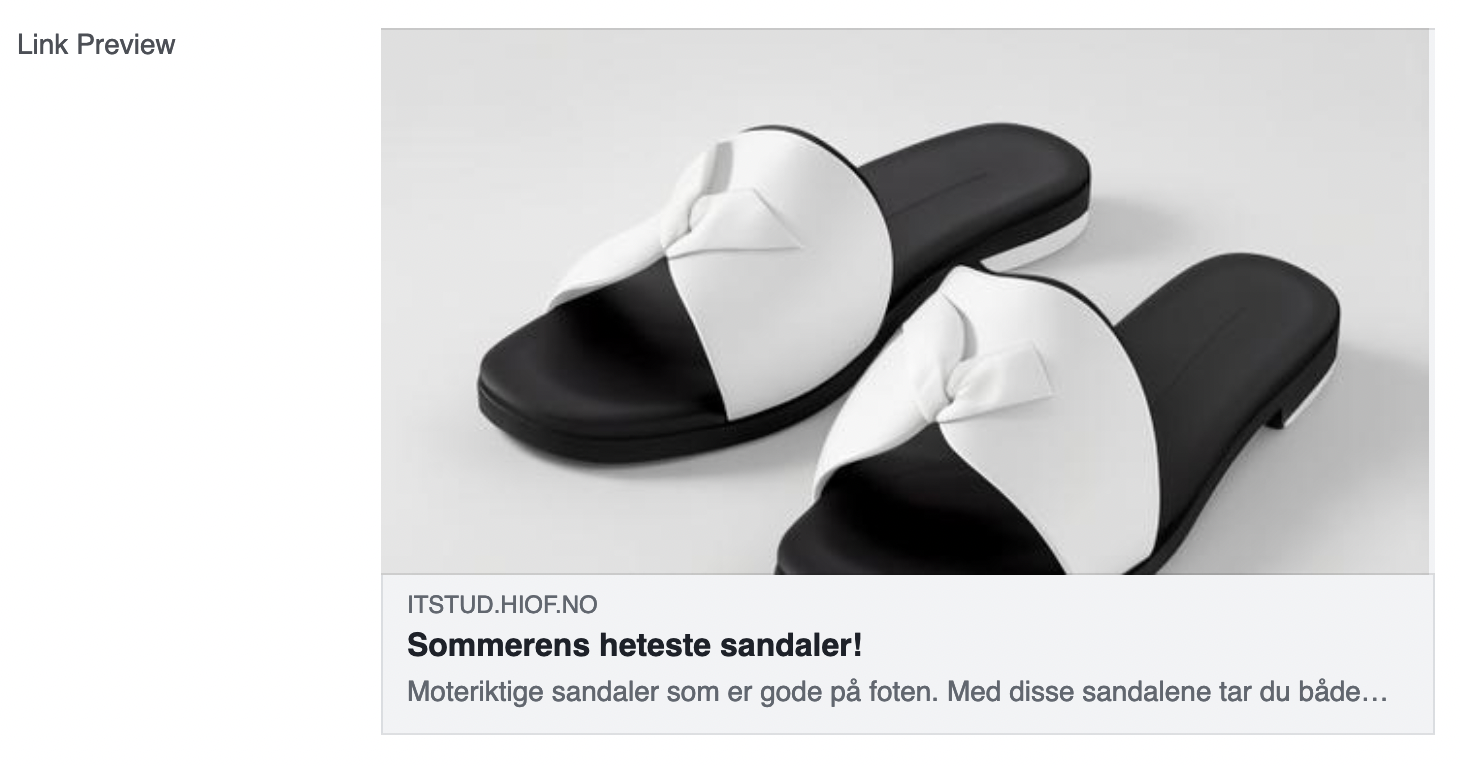 Link Preview
ITSTUD.HIOF.NO
Sommerens heteste sandaler!
Moteriktige sandaler som er gode på foten. Med disse sandalene tar du både…